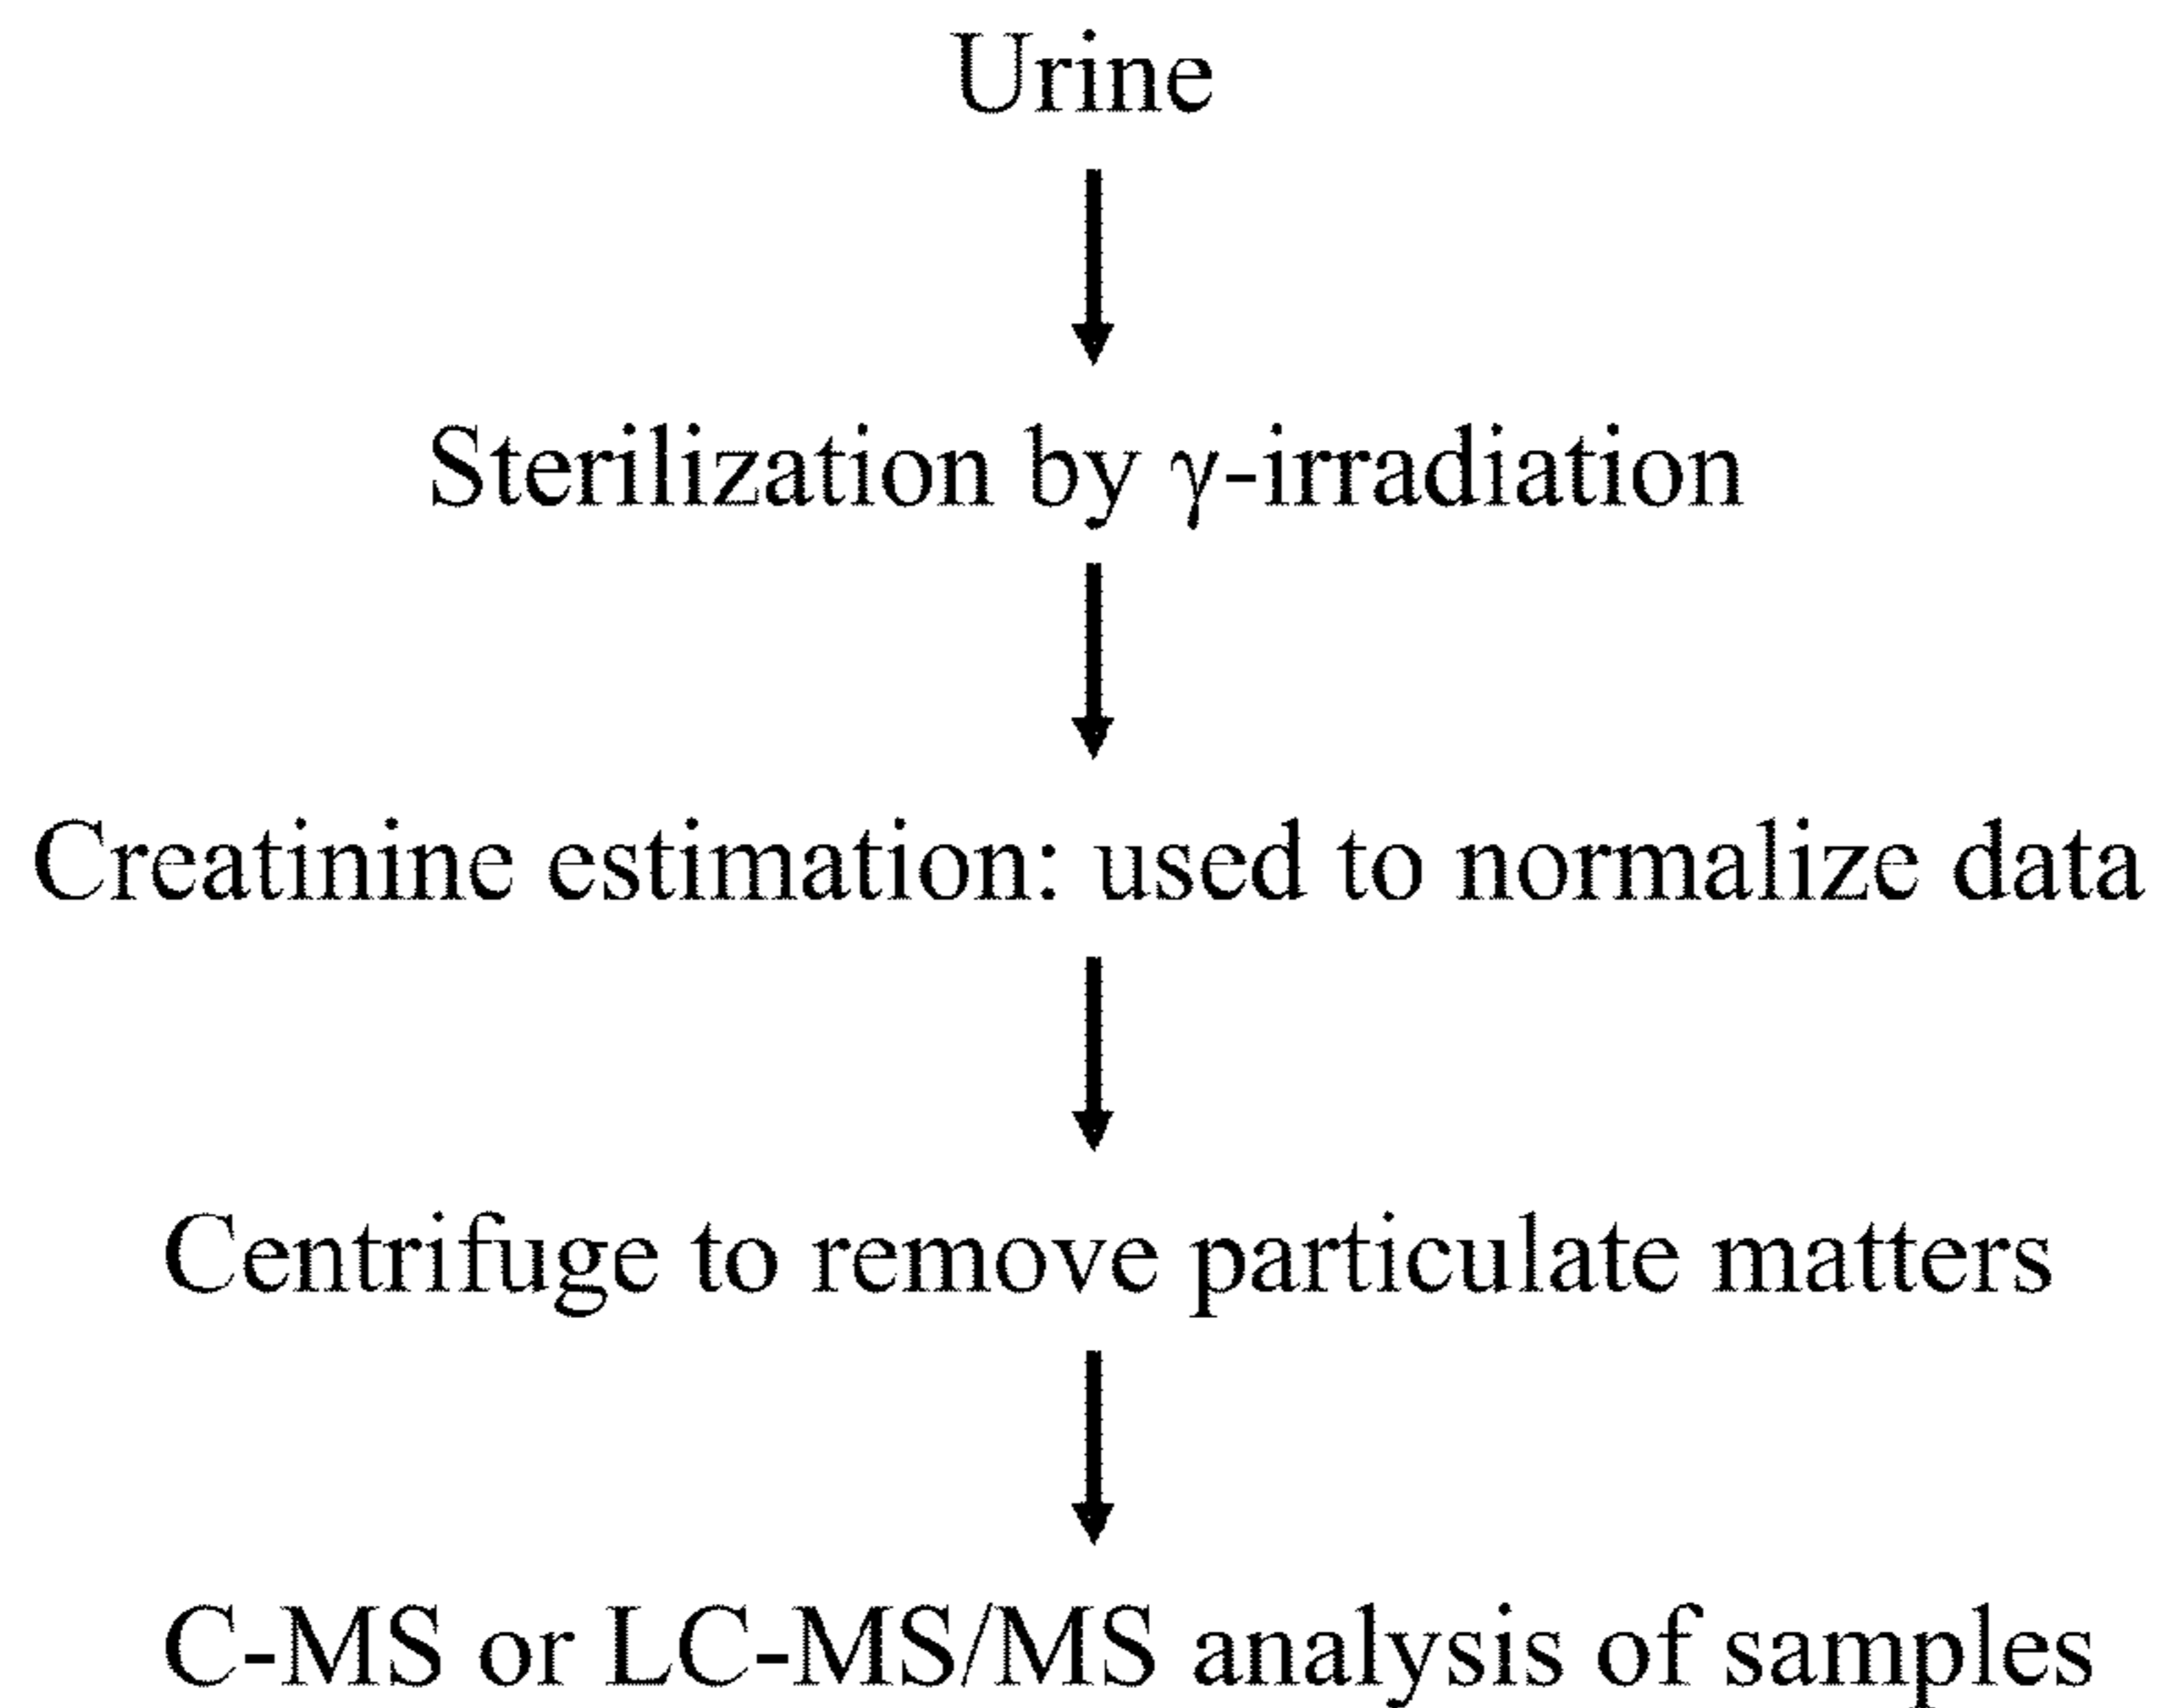 Urine
Sterilization by γ-irradiation
Creatinine estimation: used to normalize data
Centrifuge to remove particulate matters
C-MS or LC-MS/MS analysis of samples